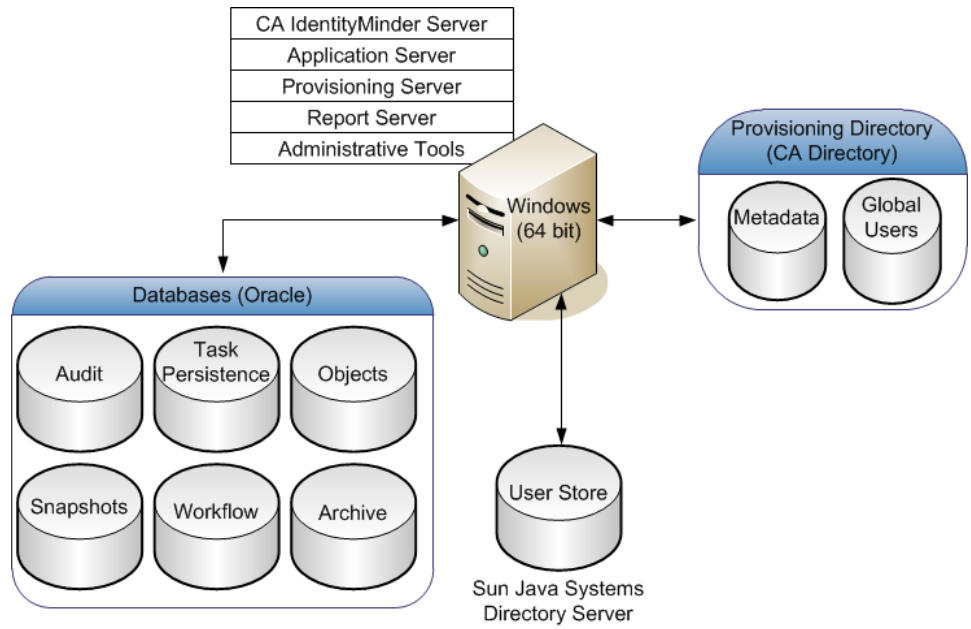 CA IdentityMinder Server
Application Server
Provisioning Server
Report Server
Administrative Tools
Windows
(64 bit)
Provisioning Directory
(CA Directory)
Metadata
Global
Users
Databases (Oracle)
Audit
Task
Persistence
Objects
Snapshots
Workflow
Archive
User Store
Sun Java Systems
Directory Server